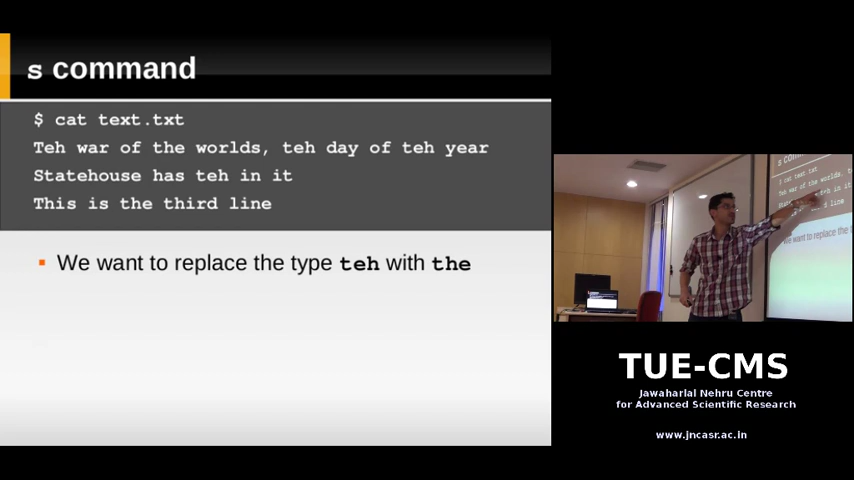 s command
$ cat text.txt
Teh war of the worlds, teh day of teh year
Statehouse has teh in it
This is the third line
We want to replace the type teh with the
TUE-CMS
Jawaharlal Nehru Centre
for Advanced Scientific Research
www.jncasr.ac.in